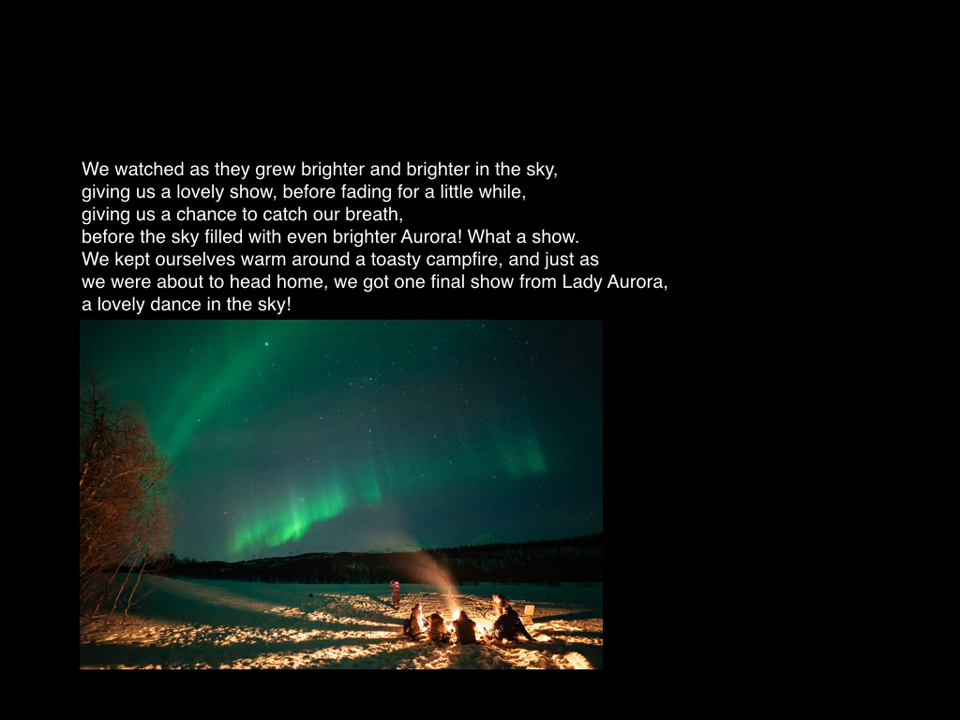 We watched as they grew brighter and brighter in the sky,
giving us a lovely show, before fading for a little while,
giving us a chance to catch our breath,
before the sky filled with even brighter Aurora! What a show.
We kept ourselves warm around a toasty campfire, and just as
we were about to head home, we got one final show from Lady Aurora,
a lovely dance in the sky!